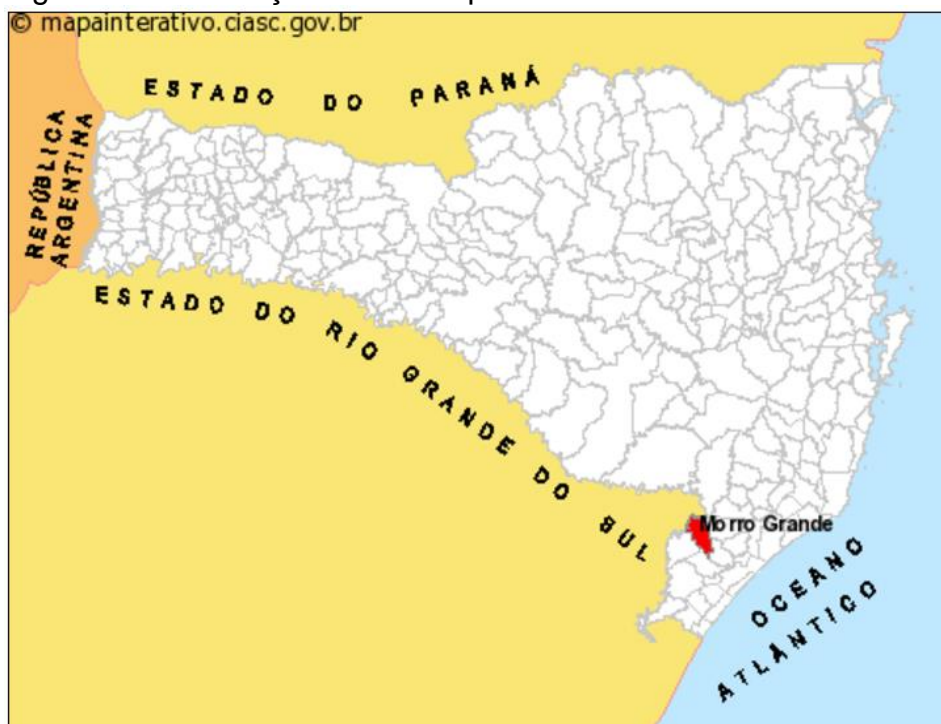 © mapainterativo.ciasc.gov.br
ESTADO DO PARANÁ
REPÚBLICA
ARGENTINA
ESTADO DO RIO GRANDE DO SUL
Morro Grande
OCEANO
ATLÂNTICO